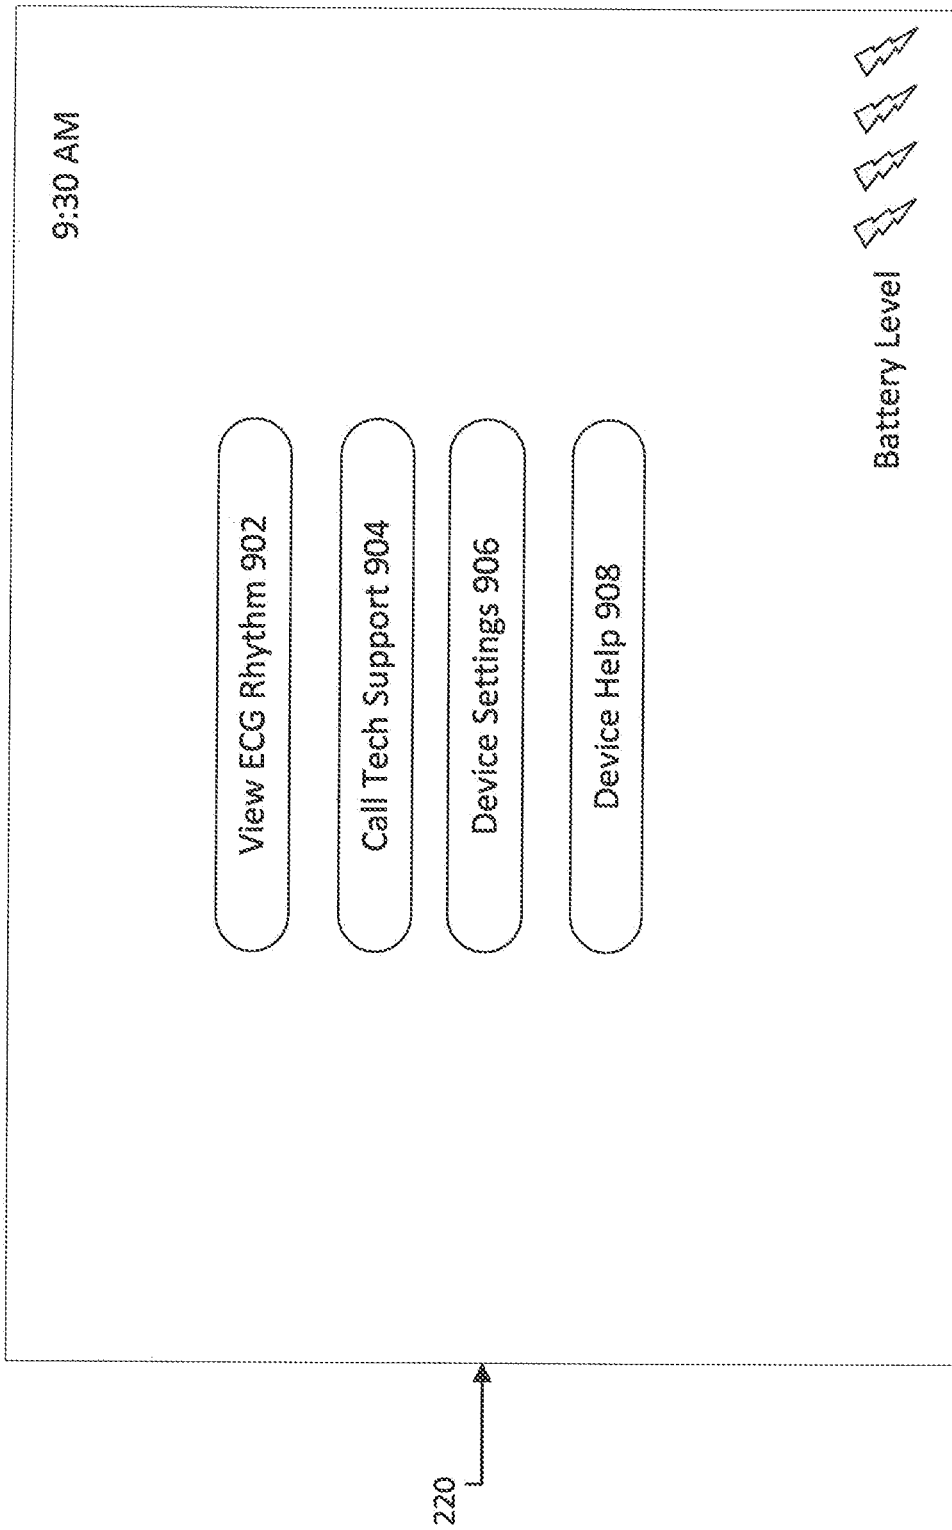 9:30 AM
View ECG Rhythm 902
Call Tech Support 904
Device Settings 906
Device Help 908
Battery Level
220